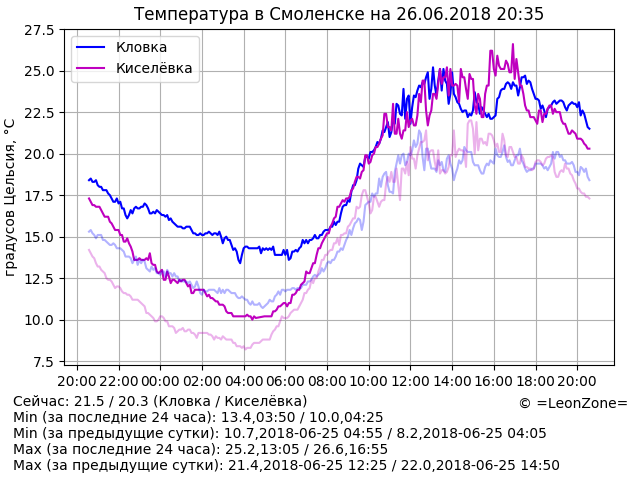 Температура в Смоленске на 26.06.2018 20:35
Кловка
Киселёвка
градусов Цельсия, °C
27.5
25.0
22.5
20.0
17.5
15.0
12.5
10.0
7.5
20:00 22:00 00:00 02:00 04:00 06:00 08:00 10:00 12:00 14:00 16:00 18:00 20:00
Сейчас: 21.5 / 20.3 (Кловка / Киселёвка)
© =LeonZone=
Min (за последние 24 часа): 13.4,03:50 / 10.0,04:25
Min (за предыдущие сутки): 10.7,2018-06-25 04:55 / 8.2,2018-06-25 04:05
Max (за последние 24 часа): 25.2,13:05 / 26.6,16:55
Max (за предыдущие сутки): 21.4,2018-06-25 12:25 / 22.0,2018-06-25 14:50